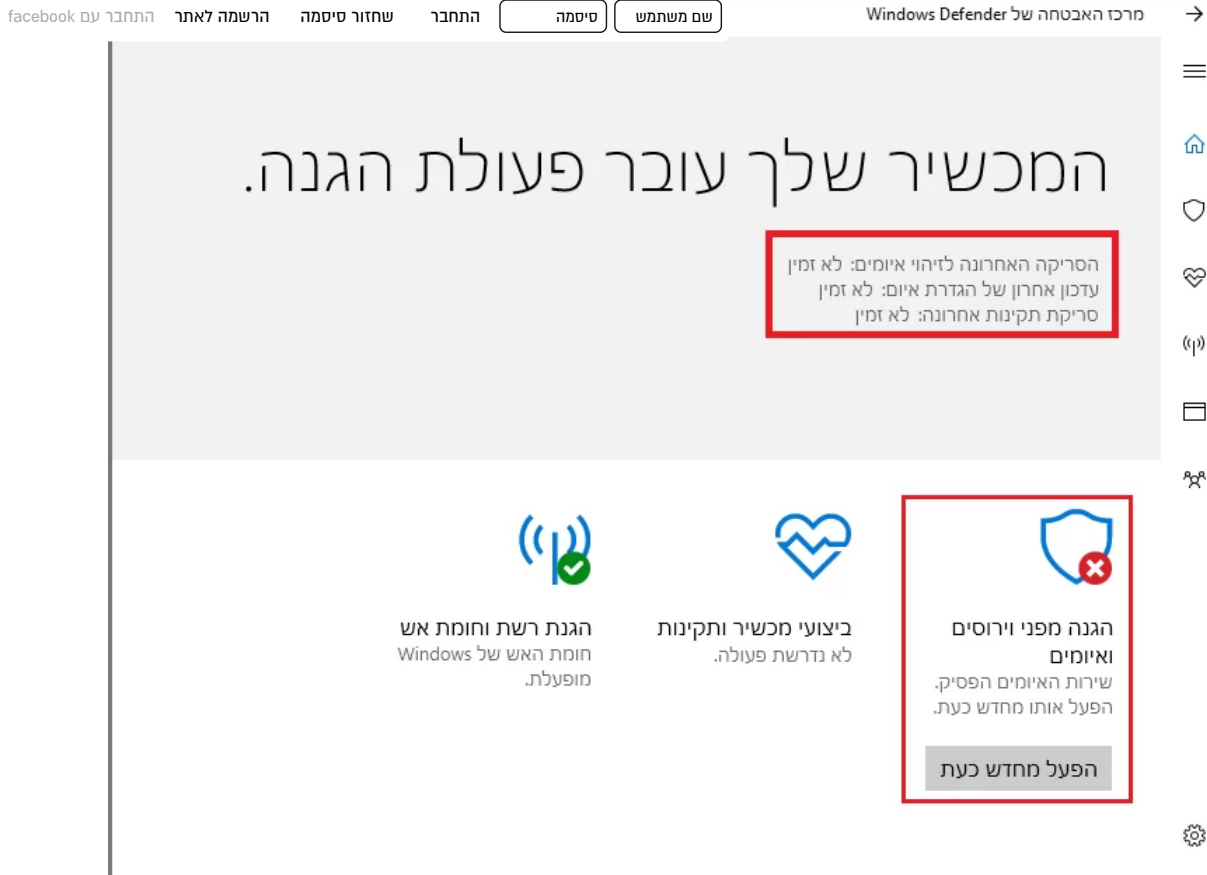 מרכז האבטחה של Windows Defender
שם משתמש
סיסמה
התחבר
שחזור סיסמה
הרשמה לאתר
התחבר עם facebook
המכשיר שלך עובר פעולת הגנה.
הסריקה האחרונה לזיהוי איומים: לא זמין
עדכון אחרון של הגדרת איום: לא זמין
סריקת תקינות אחרונה: לא זמין
הגנה מפני וירוסים
ואיומים
שירות האיומים הפסיק.
הפעל אותו מחדש כעת.
הפעל מחדש כעת
ביצועי מכשיר ותקינות
לא נדרשת פעולה.
הגנת רשת וחומת אש
חומת האש של Windows
מופעלת.